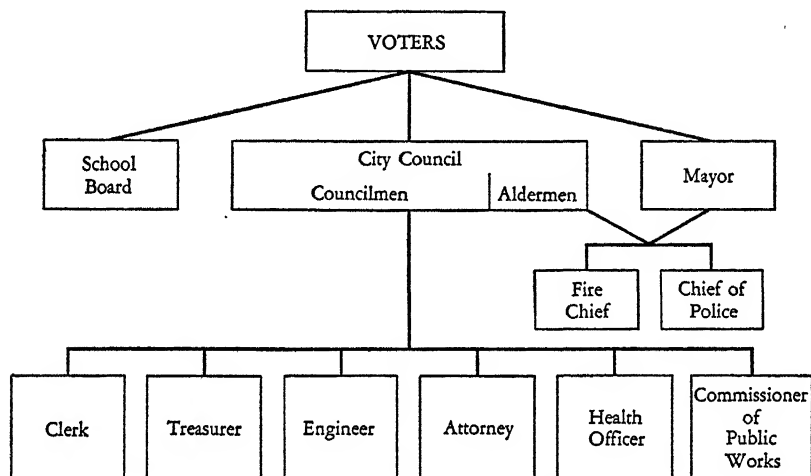 VOTERS
School
Board
City Council
Councilmen Aldermen
Mayor
Fire
Chief
Chief of
Police
Clerk
Treasurer
Engineer
Attorney
Health
Officer
Commissioner
of
Public
Works